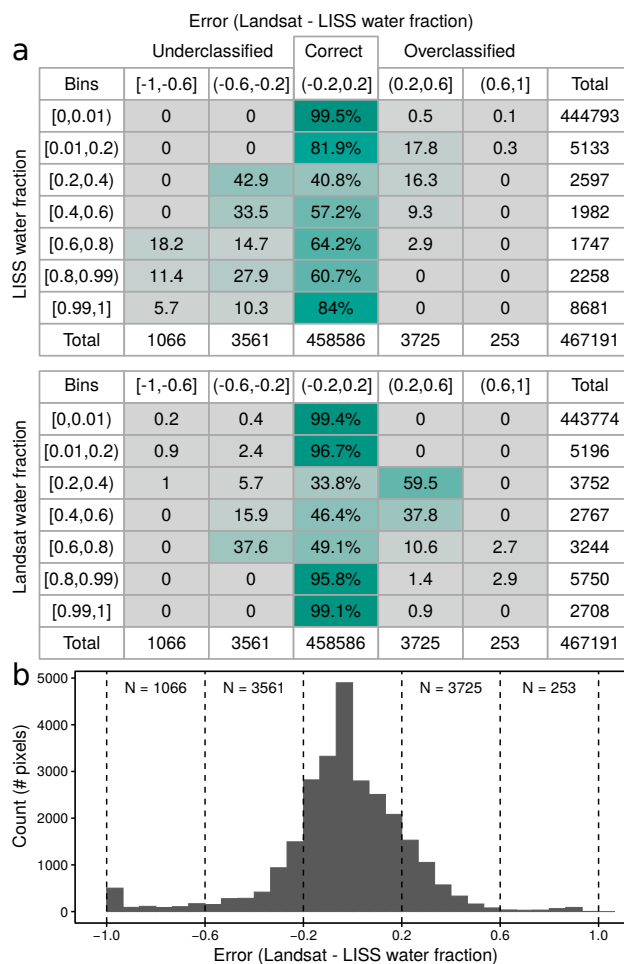 Error (Landsat - LISS water fraction)
a
Underclassified Correct Overclassified
Bins [-1,-0.6] (-0.6,-0.2] (-0.2,0.2] (0.2,0.6] (0.6,1] Total
LISS water fraction
[0,0.01) 0 0 99.5% 0.5 0.1 444793
[0.01,0.2) 0 0 81.9% 17.8 0.3 5133
[0.2,0.4) 0 42.9 40.8% 16.3 0 2597
[0.4,0.6) 0 33.5 57.2% 9.3 0 1982
[0.6,0.8) 18.2 14.7 64.2% 2.9 0 1747
[0.8,0.99) 11.4 27.9 60.7% 0 0 2258
[0.99,1] 5.7 10.3 84% 0 0 8681
Total 1066 3561 458586 3725 253 467191
Bins [-1,-0.6] (-0.6,-0.2] (-0.2,0.2] (0.2,0.6] (0.6,1] Total
Landsat water fraction
[0,0.01) 0.2 0.4 99.4% 0 0 443774
[0.01,0.2) 0.9 2.4 96.7% 0 0 5196
[0.2,0.4) 1 5.7 33.8% 59.5 0 3752
[0.4,0.6) 0 15.9 46.4% 37.8 0 2767
[0.6,0.8) 0 37.6 49.1% 10.6 2.7 3244
[0.8,0.99) 0 0 95.8% 1.4 2.9 5750
[0.99,1] 0 0 99.1% 0.9 0 2708
Total 1066 3561 458586 3725 253 467191
b
N = 1066 N = 3561 N = 3725 N = 253
Count (# pixels)
5000
4000
3000
2000
1000
0
−1.0 −0.6 −0.2 0.2 0.6 1.0
Error (Landsat - LISS water fraction)